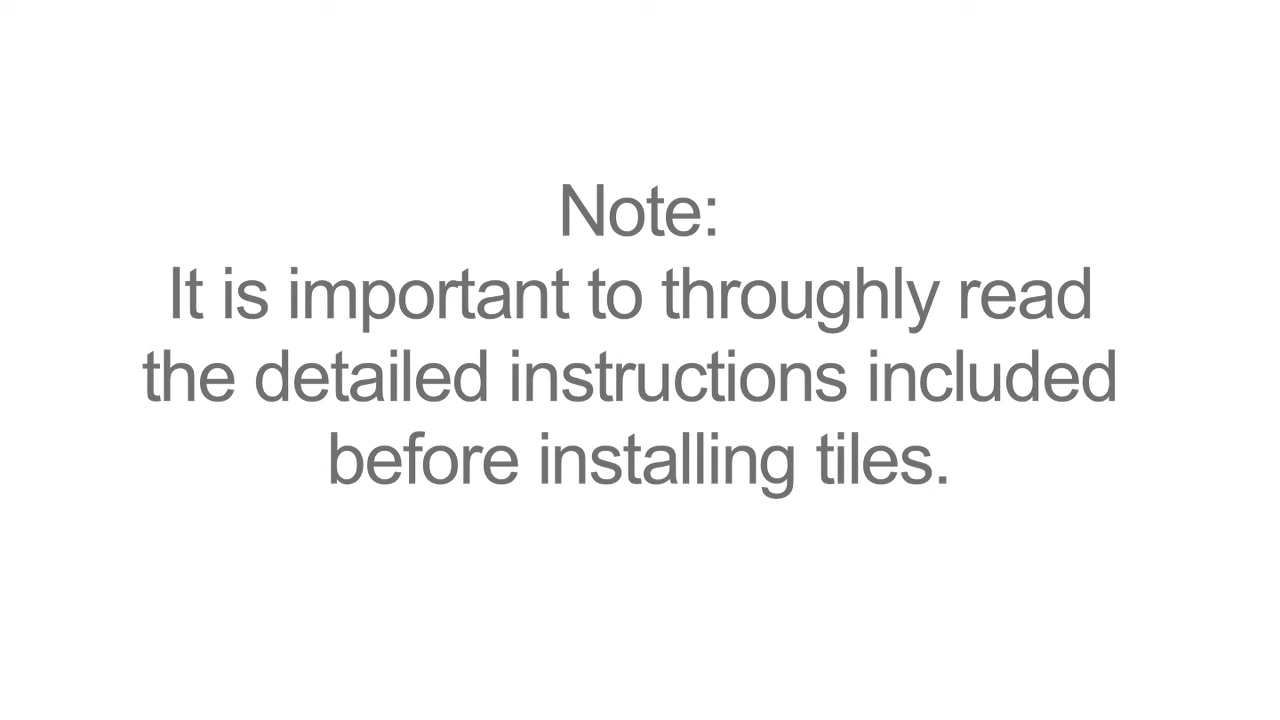 Note:
It is important to throughly read
the detailed instructions included
before installing tiles.